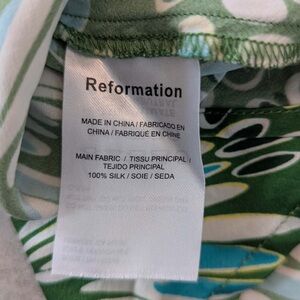 Reformation
MADE IN CHINA / FABRICADO EN
CHINA / FABRIQUÉ EN CHINE
MAIN FABRIC / TISSU PRINCIPAL /
TEJIDO PRINCIPAL
100% SILK / SOIE / SEDA